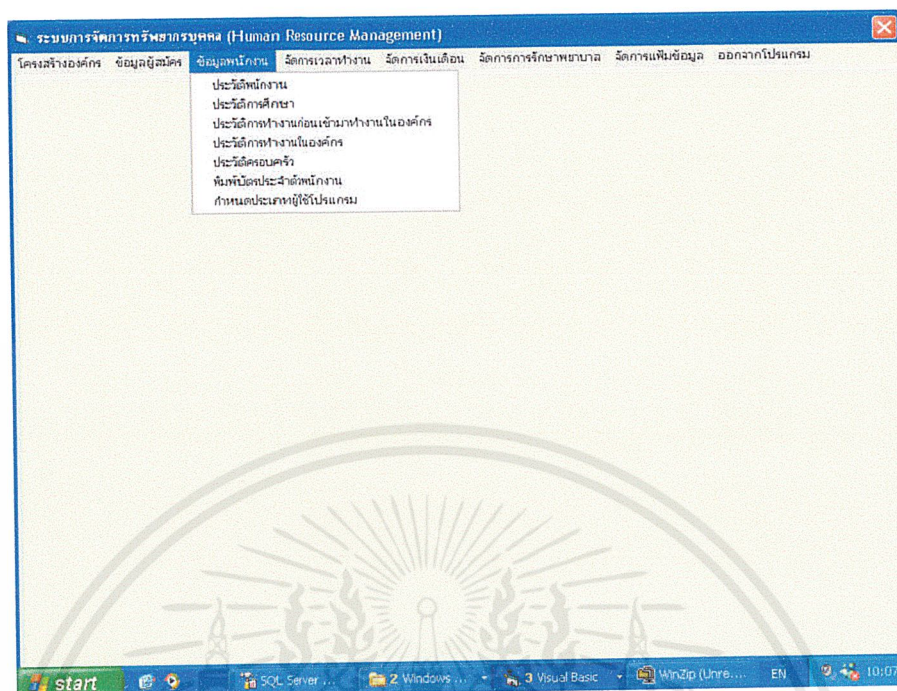 ระบบการจัดการทรัพยากรบุคคล (Human Resource Management)
โครงสร้างองค์กร ข้อมูลผู้สมัคร ข้อมูลพนักงาน จัดการเวลาทำงาน จัดการเงินเดือน จัดการการรักษาพยาบาล จัดการแฟ้มข้อมูล ออกจากโปรแกรม
ประวัติพนักงาน
ประวัติการศึกษา
ประวัติการทำงานก่อนเข้ามาทำงานในองค์กร
ประวัติการทำงานในองค์กร
ประวัติครอบครัว
พิมพ์บัตรประจำตัวพนักงาน
กำหนดประเภทผู้ใช้โปรแกรม
start SQL Server ... 2 Windows ... 3 Visual Basic WinZip (Unre... EN 10:07